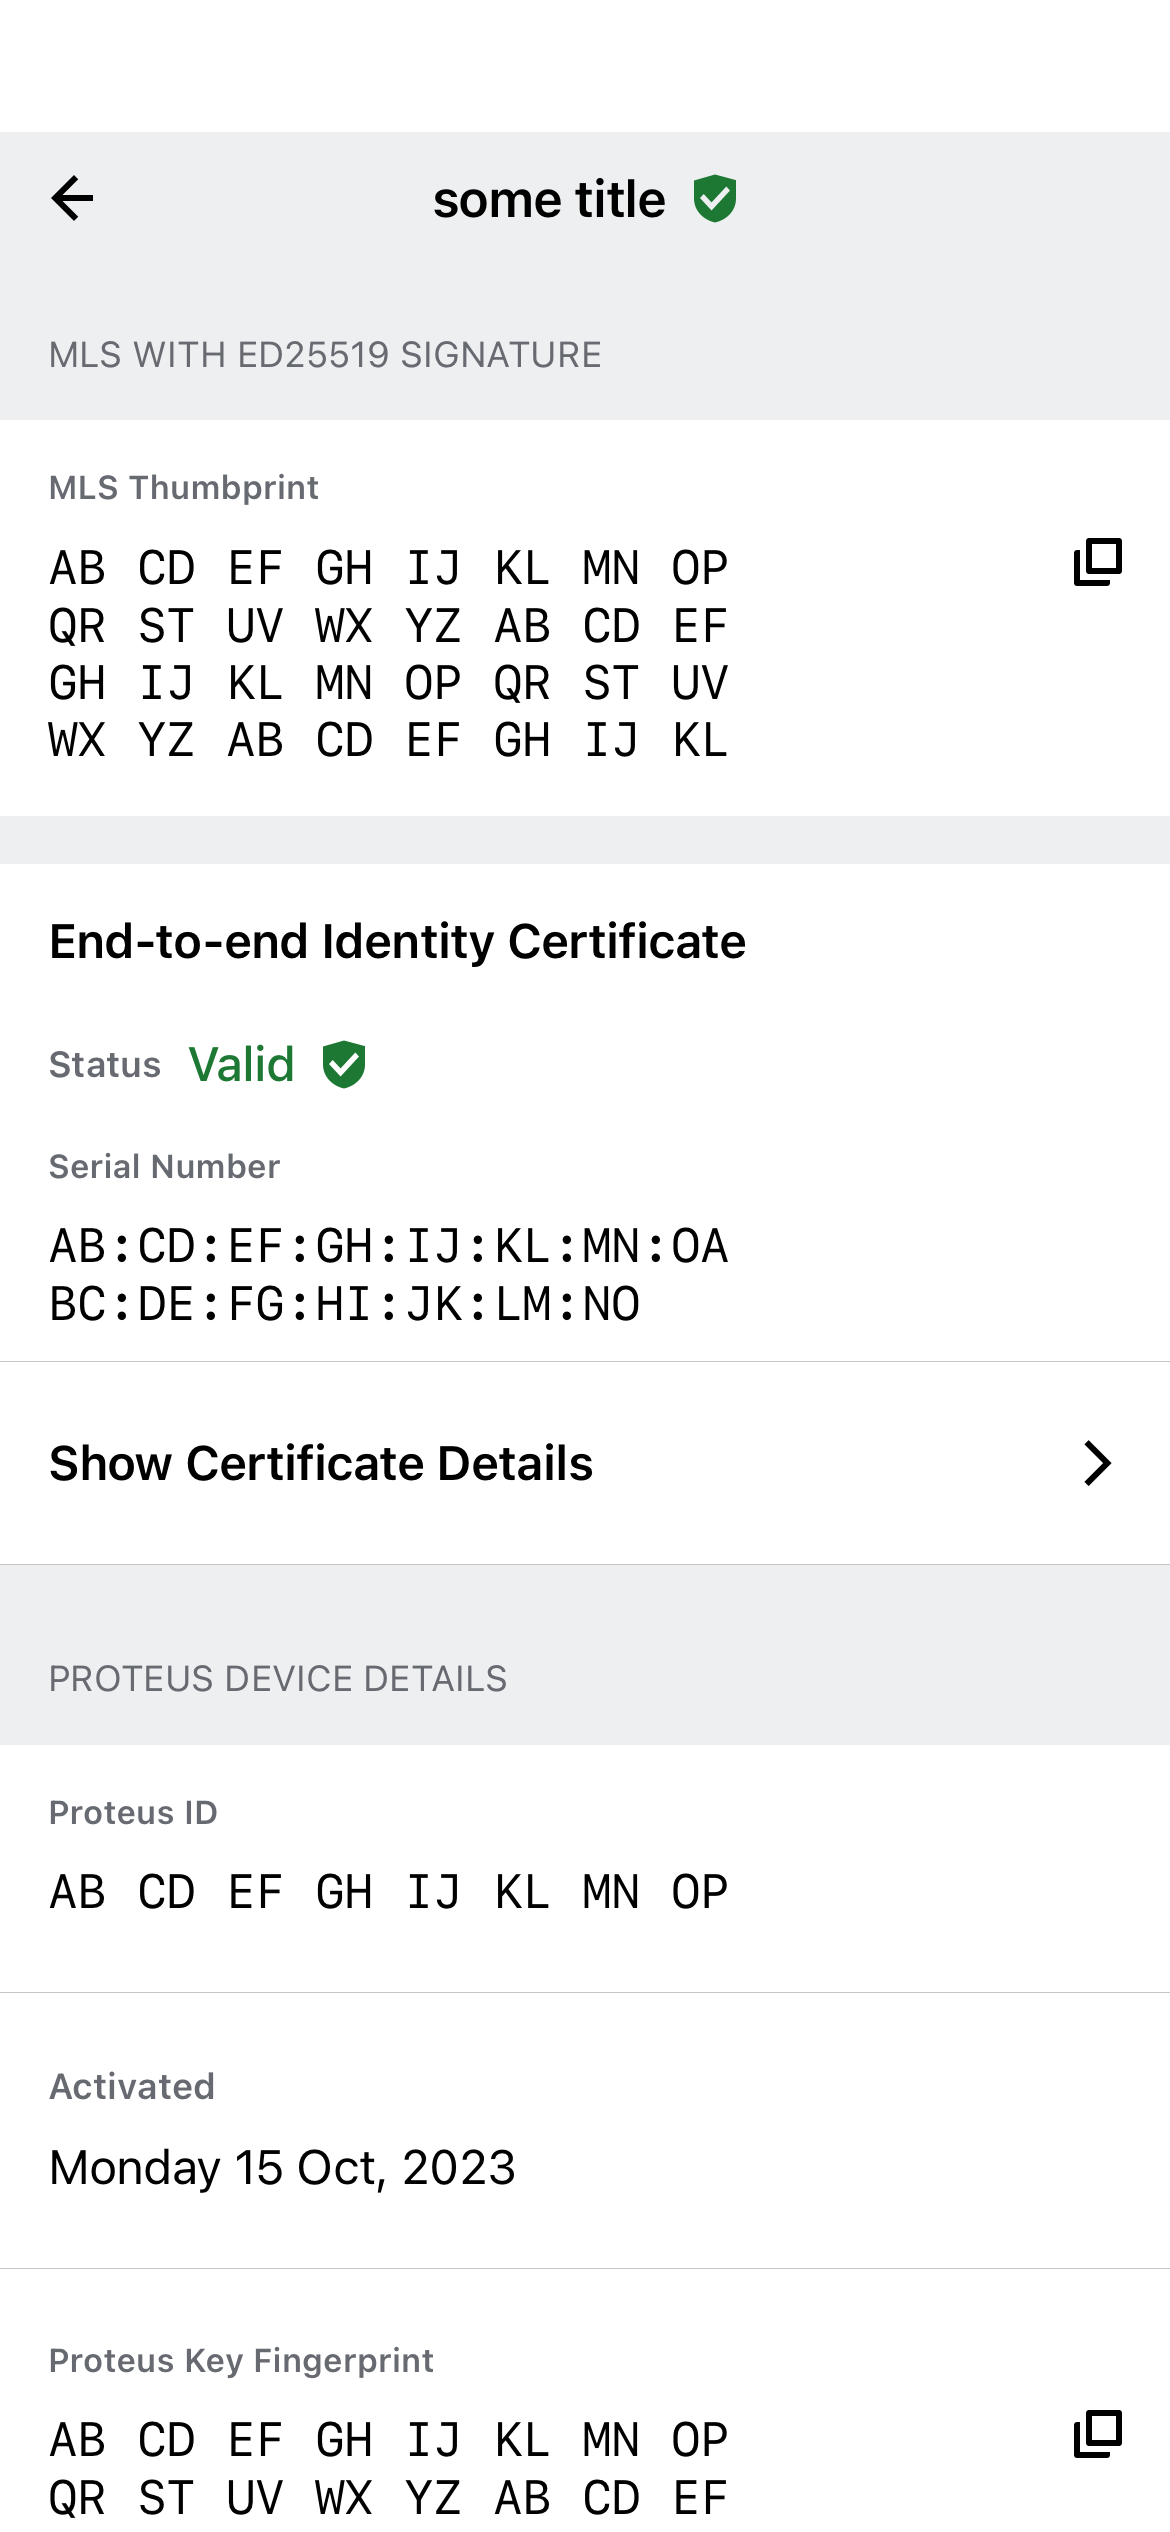 some title
MLS WITH ED25519 SIGNATURE
MLS Thumbprint
AB CD EF GH IJ KL MN OP
QR ST UV WX YZ AB CD EF
GH IJ KL MN OP QR ST UV
WX YZ AB CD EF GH IJ KL
End-to-end Identity Certificate
Status Valid
Serial Number
AB:CD:EF:GH:IJ:KL:MN:OA
BC:DE:FG:HI:JK:LM:NO
Show Certificate Details
PROTEUS DEVICE DETAILS
Proteus ID
AB CD EF GH IJ KL MN OP
Activated
Monday 15 Oct, 2023
Proteus Key Fingerprint
AB CD EF GH IJ KL MN OP
QR ST UV WX YZ AB CD EF